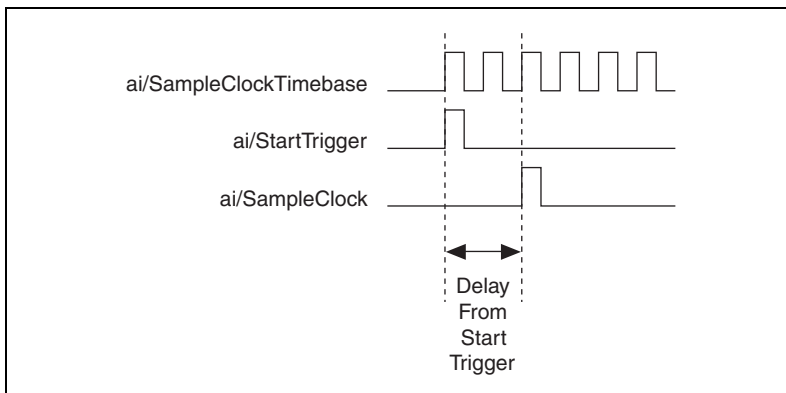 ai/SampleClockTimebase
ai/StartTrigger
ai/SampleClock
Delay
From
Start
Trigger